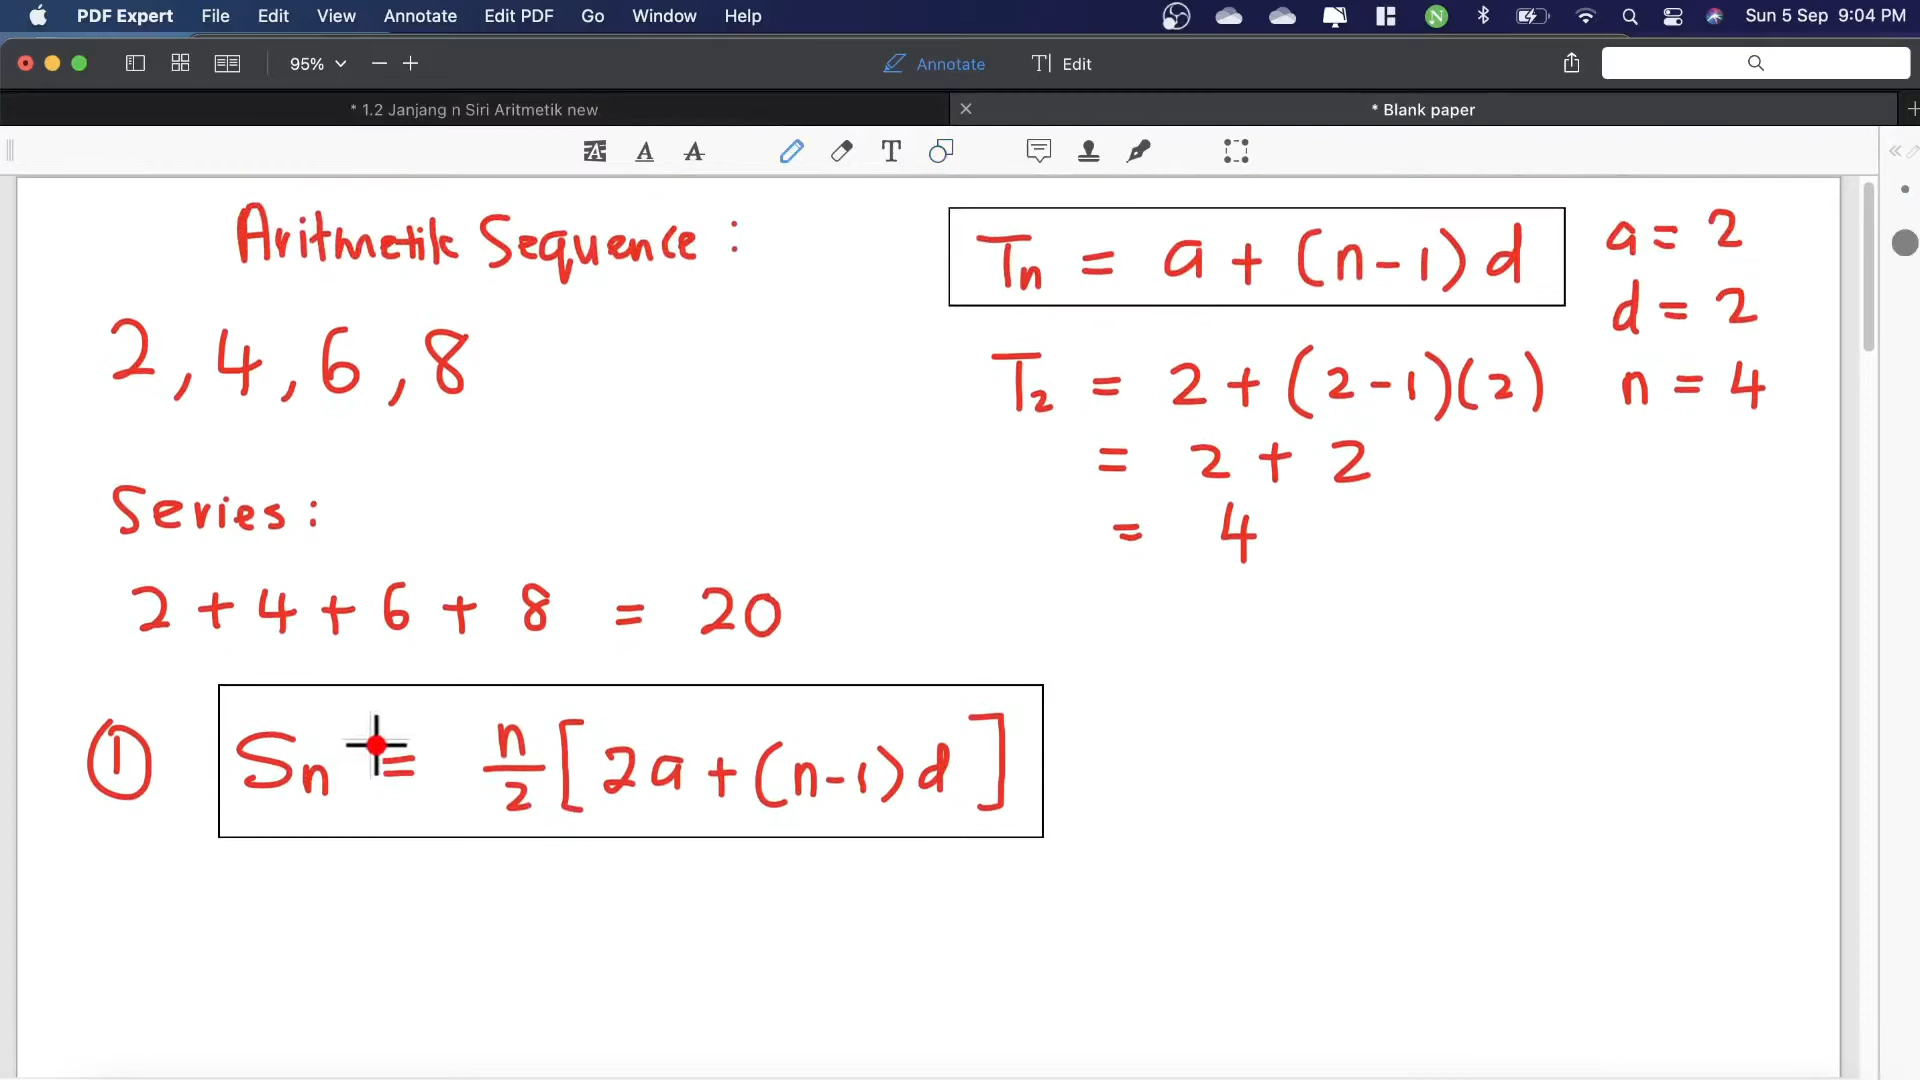 PDF Expert File Edit View Annotate Edit PDF Go Window Help Sun 5 Sep 9:04 PM
95% Annotate T Edit
* 1.2 Janjang n Siri Aritmetik new
* Blank paper
Aritmetik Sequence :
2, 4, 6, 8
Series :
2 + 4 + 6 + 8 = 20
① Sn = n/2 [2a + (n-1)d]
Tn = a + (n-1)d
T2 = 2 + (2-1)(2)
= 2 + 2
= 4
a = 2
d = 2
n = 4